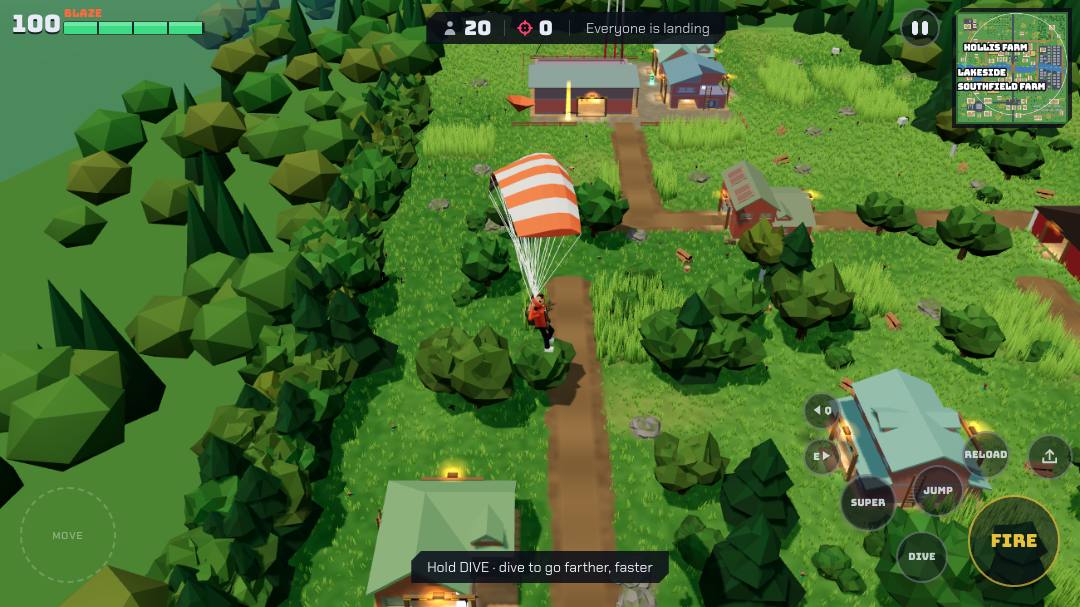 100
BLAZE
20
0
Everyone is landing
HOLLIS FARM
LAKESIDE
SOUTHFIELD FARM
Q
E
RELOAD
SUPER
JUMP
FIRE
DIVE
MOVE
Hold DIVE · dive to go farther, faster